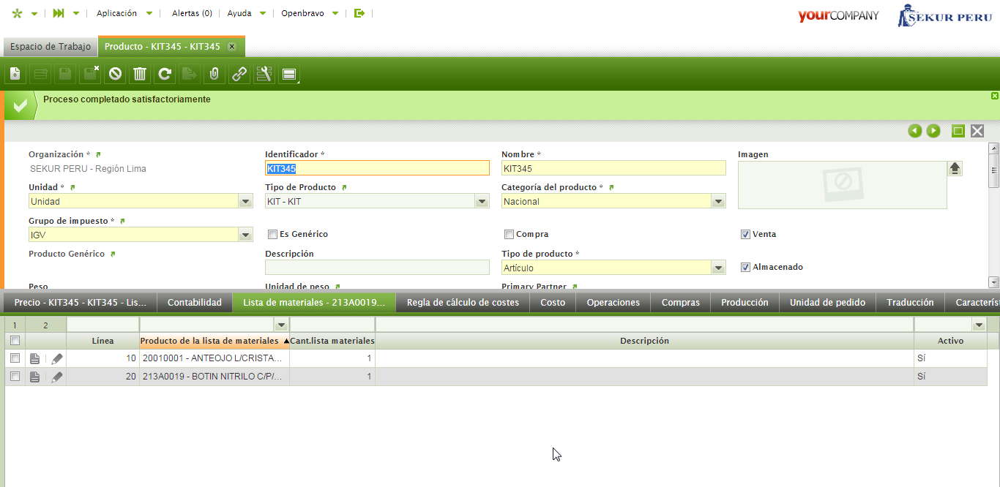 Aplicación Alertas (0) Ayuda Openbravo yourCOMPANY SEKUR PERU
Espacio de Trabajo Producto - KIT345 - KIT345
Proceso completado satisfactoriamente
Organización * Identificador * Nombre * Imagen
SEKUR PERU - Región Lima KIT345 KIT345
Unidad * Tipo de Producto Categoría del producto *
Unidad KIT - KIT Nacional
Grupo de impuesto *
IGV Es Genérico Compra Venta
Producto Genérico Descripción Tipo de producto *
Artículo Almacenado
Peso Unidad de peso Primary Partner
Precio - KIT345 - KIT345 - Lis... Contabilidad Lista de materiales - 213A0019... Regla de cálculo de costes Costo Operaciones Compras Producción Unidad de pedido Traducción Caracterís
1 2
Línea Producto de la lista de materiales Cant.lista materiales Descripción Activo
10 20010001 - ANTEOJO L/CRISTA... 1 Sí
20 213A0019 - BOTIN NITRILO C/P/... 1 Sí